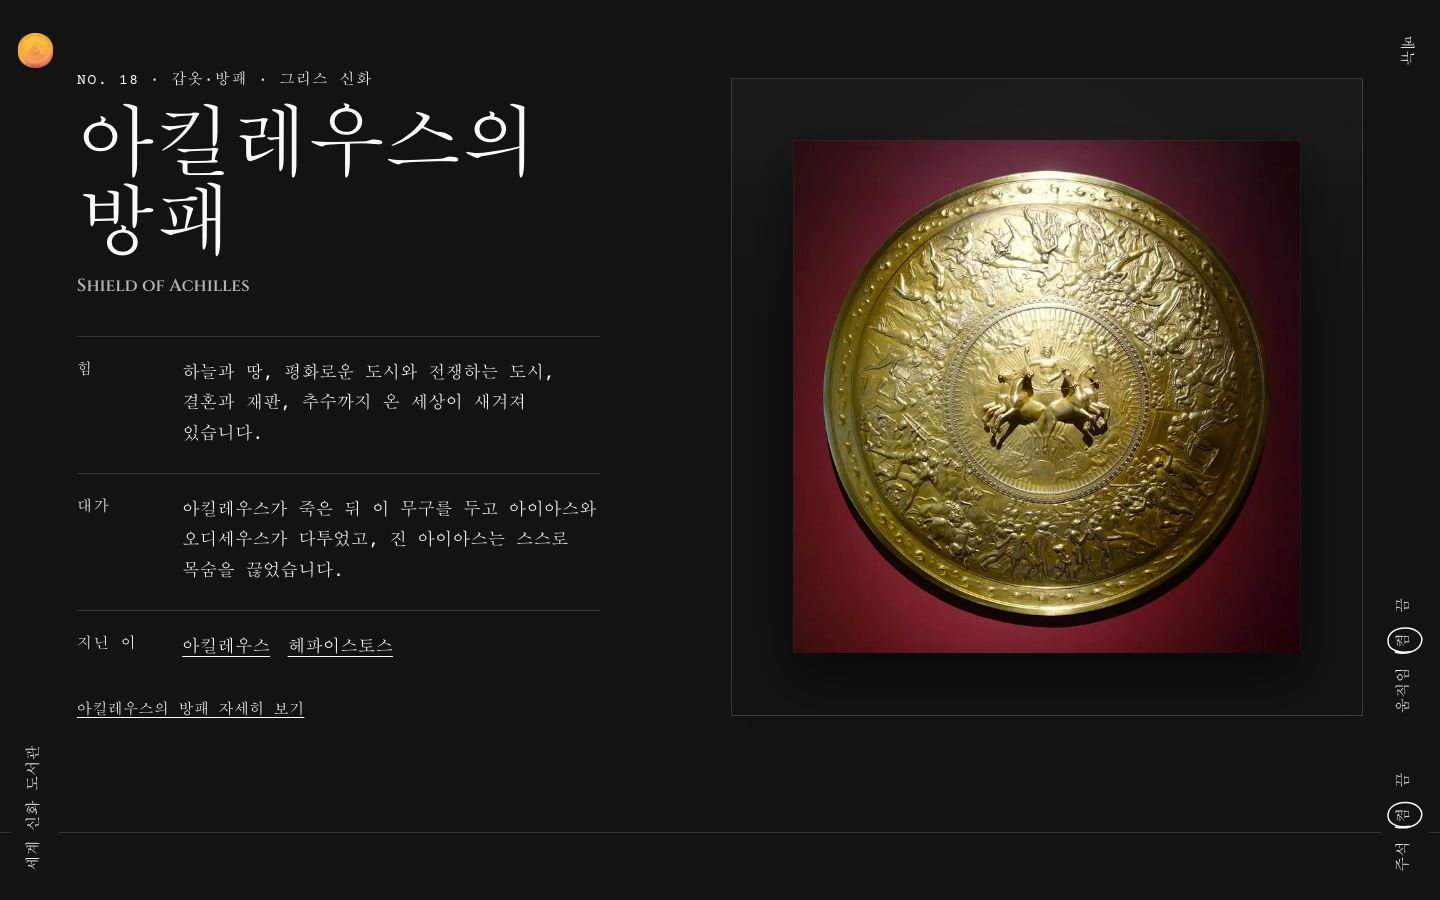 목록
NO. 18 · 갑옷·방패 · 그리스 신화
아킬레우스의
방패
SHIELD OF ACHILLES
힘
하늘과 땅, 평화로운 도시와 전쟁하는 도시,
결혼과 재판, 추수까지 온 세상이 새겨져
있습니다.
대가
아킬레우스가 죽은 뒤 이 무구를 두고 아이아스와
오디세우스가 다투었고, 진 아이아스는 스스로
목숨을 끊었습니다.
지닌 이
아킬레우스 헤파이스토스
아킬레우스의 방패 자세히 보기
세계 신화 도서관
움직임 켬 끔
주석 켬 끔